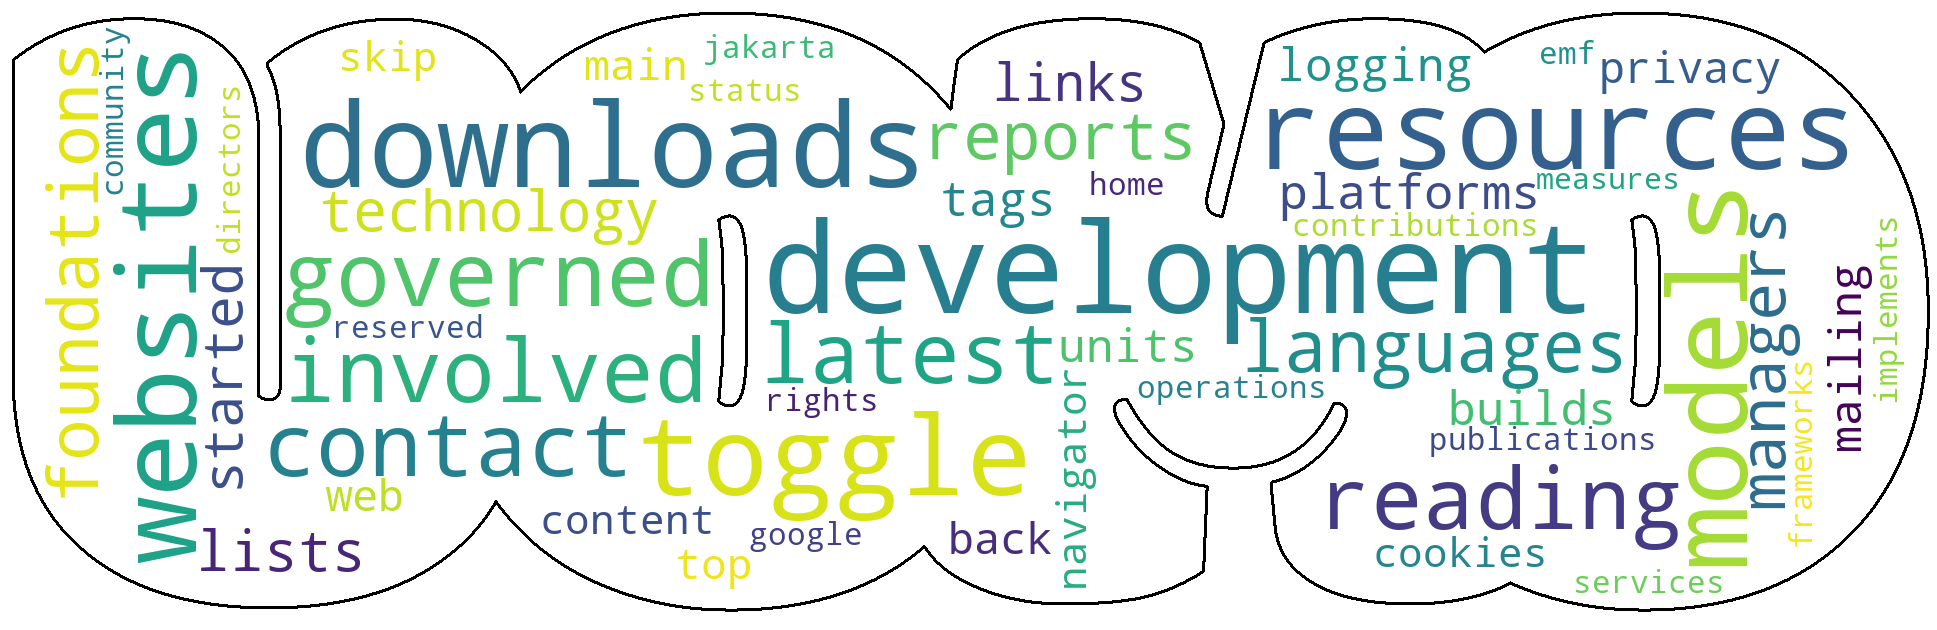 foundations
community
websites
directors
started
lists
skip
main
jakarta
status
downloads
technology
governed
reserved
involved
contact
web
content
toggle
google
top
links
reports
tags
home
development
latest
units
rights
operations
navigator
back
logging
emf
privacy
resources
platforms
measures
contributions
languages
builds
publications
reading
cookies
services
models
managers
frameworks
mailing
implements